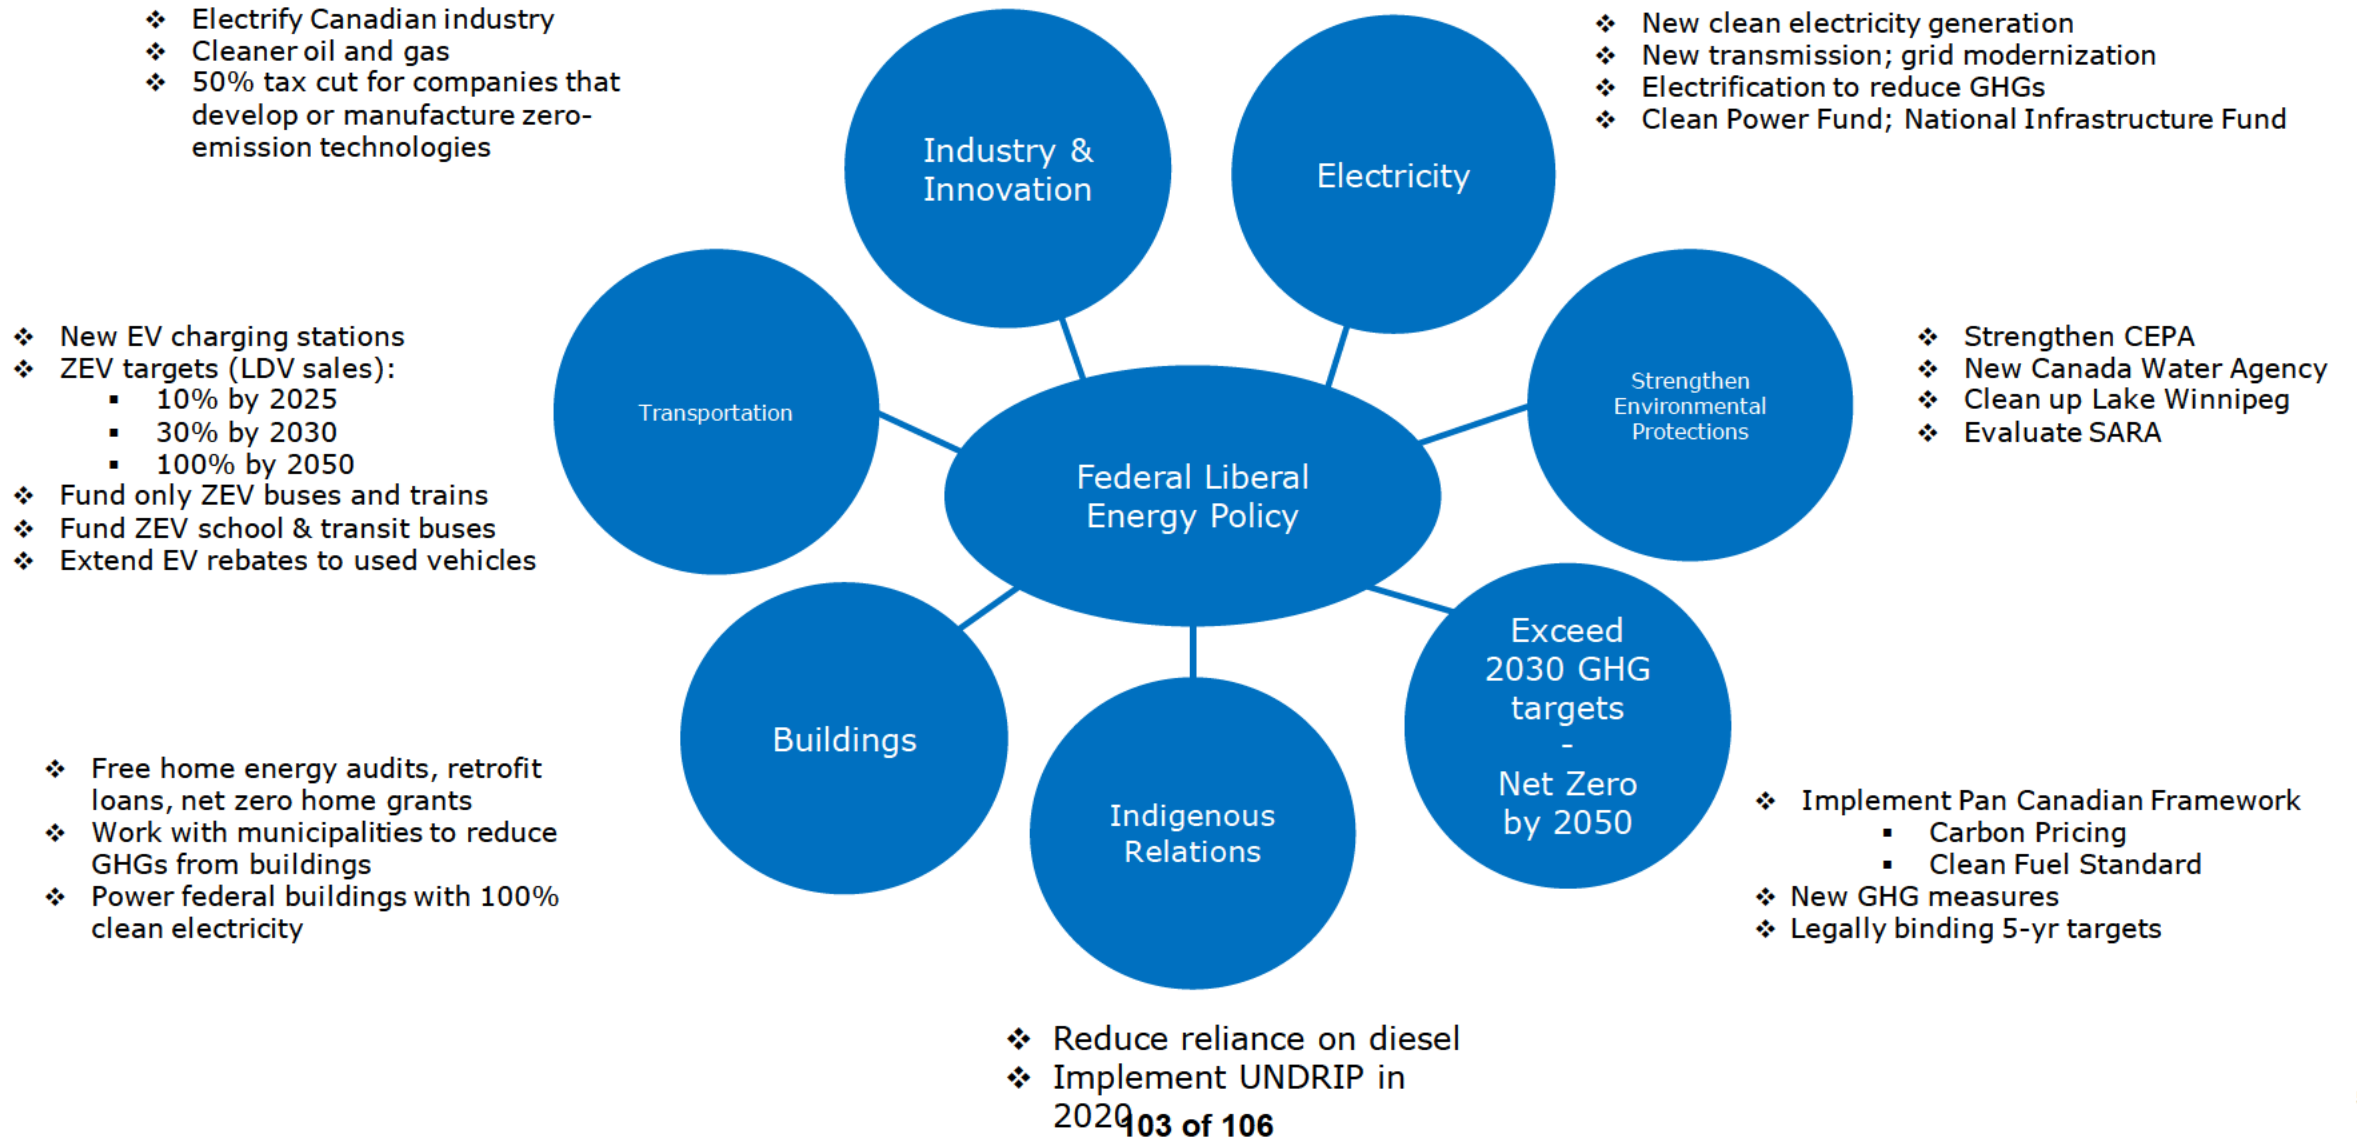 ❖ Electrify Canadian industry
❖ Cleaner oil and gas
❖ 50% tax cut for companies that
develop or manufacture zero-
emission technologies
Industry &
Innovation
Electricity
❖ New clean electricity generation
❖ New transmission; grid modernization
❖ Electrification to reduce GHGs
❖ Clean Power Fund; National Infrastructure Fund
❖ New EV charging stations
❖ ZEV targets (LDV sales):
▪ 10% by 2025
▪ 30% by 2030
▪ 100% by 2050
❖ Fund only ZEV buses and trains
❖ Fund ZEV school & transit buses
❖ Extend EV rebates to used vehicles
Transportation
Federal Liberal
Energy Policy
Strengthen
Environmental
Protections
❖ Strengthen CEPA
❖ New Canada Water Agency
❖ Clean up Lake Winnipeg
❖ Evaluate SARA
❖ Free home energy audits, retrofit
loans, net zero home grants
❖ Work with municipalities to reduce
GHGs from buildings
❖ Power federal buildings with 100%
clean electricity
Buildings
Indigenous
Relations
Exceed
2030 GHG
targets
-
Net Zero
by 2050
❖ Implement Pan Canadian Framework
▪ Carbon Pricing
▪ Clean Fuel Standard
❖ New GHG measures
❖ Legally binding 5-yr targets
❖ Reduce reliance on diesel
❖ Implement UNDRIP in
2020
103 of 106